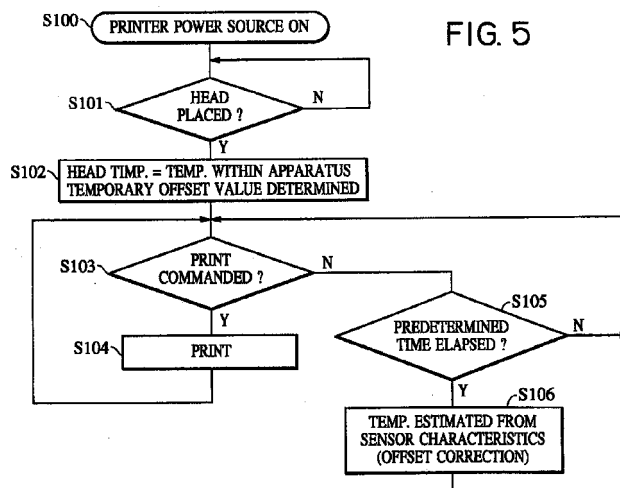 S100
PRINTER POWER SOURCE ON
FIG. 5
S101
HEAD
PLACED ?
N
Y
S102
HEAD TIMP. = TEMP. WITHIN APPARATUS
TEMPORARY OFFSET VALUE DETERMINED
S103
PRINT
COMMANDED ?
N
Y
S104
PRINT
S105
PREDETERMINED
TIME ELAPSED ?
N
Y
S106
TEMP. ESTIMATED FROM
SENSOR CHARACTERISTICS
(OFFSET CORRECTION)